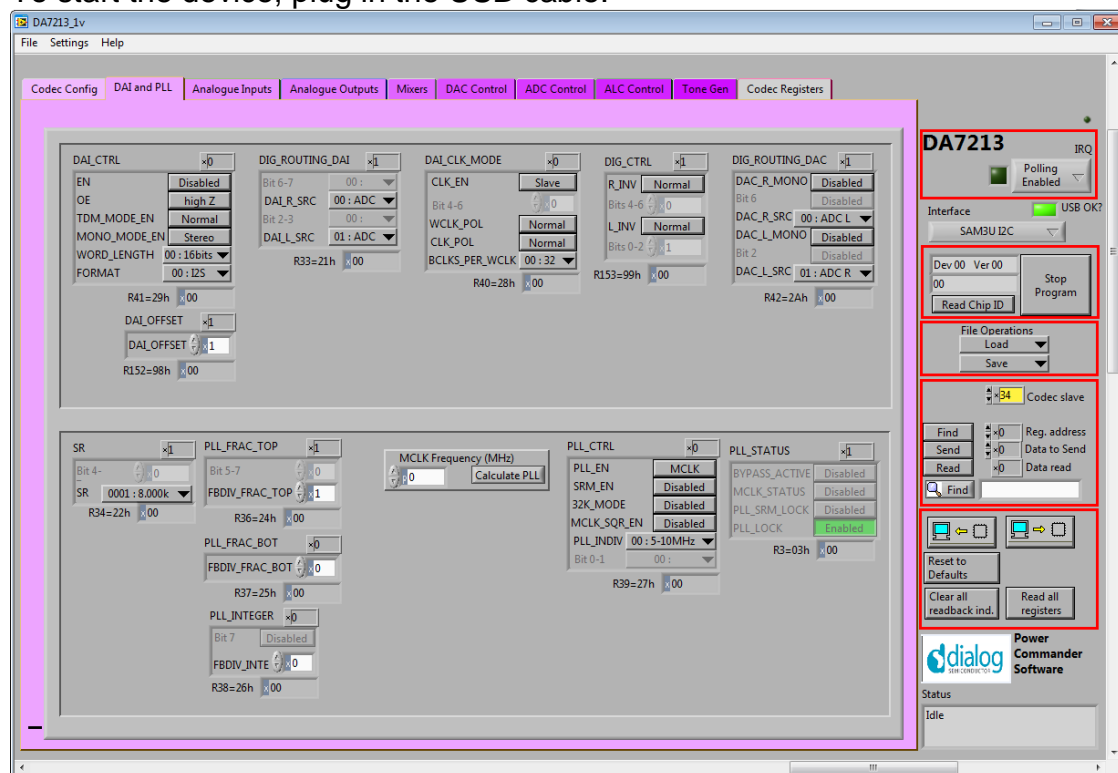 To start the device, plug in the USB cable.
DA7213_1v
File Settings Help
Codec Config DAI and PLL Analogue Inputs Analogue Outputs Mixers DAC Control ADC Control ALC Control Tone Gen Codec Registers
DAI_CTRL x0
EN Disabled
OE high Z
TDM_MODE_EN Normal
MONO_MODE_EN Stereo
WORD_LENGTH 00 : 16bits
FORMAT 00 : I2S
R41=29h x00
DAI_OFFSET x1
DAI_OFFSET x1
R152=98h x00
DIG_ROUTING_DAI x1
Bit 6-7 00 :
DAI_R_SRC 00 : ADC
Bit 2-3 00 :
DAI_L_SRC 01 : ADC
R33=21h x00
DAI_CLK_MODE x0
CLK_EN Slave
Bit 4-6 x0
WCLK_POL Normal
CLK_POL Normal
BCLKS_PER_WCLK 00 : 32
R40=28h x00
DIG_CTRL x1
R_INV Normal
Bits 4-6 x0
L_INV Normal
Bits 0-2 x1
R153=99h x00
DIG_ROUTING_DAC x1
DAC_R_MONO Disabled
Bit 6 Disabled
DAC_R_SRC 00 : ADC L
DAC_L_MONO Disabled
Bit 2 Disabled
DAC_L_SRC 01 : ADC R
R42=2Ah x00
SR x1
Bit 4- x0
SR 0001 : 8.000k
R34=22h x00
PLL_FRAC_TOP x1
Bit 5-7 x0
FBDIV_FRAC_TOP x1
R36=24h x00
PLL_FRAC_BOT x0
FBDIV_FRAC_BOT x0
R37=25h x00
PLL_INTEGER x0
Bit 7 Disabled
FBDIV_INTE x0
R38=26h x00
MCLK Frequency (MHz)
0 Calculate PLL
PLL_CTRL x0
PLL_EN MCLK
SRM_EN Disabled
32K_MODE Disabled
MCLK_SQR_EN Disabled
PLL_INDIV 00 : 5-10MHz
Bit 0-1 00 :
R39=27h x00
PLL_STATUS x1
BYPASS_ACTIVE Disabled
MCLK_STATUS Disabled
PLL_SRM_LOCK Disabled
PLL_LOCK Enabled
R3=03h x00
DA7213 IRQ
Polling
Enabled
Interface USB OK?
SAM3U I2C
Dev 00 Ver 00
00
Read Chip ID
Stop
Program
File Operations
Load
Save
x34 Codec slave
Find x0 Reg. address
Send x0 Data to Send
Read x0 Data read
Find
Reset to
Defaults
Clear all
readback ind.
Read all
registers
dialog
SEMICONDUCTOR
Power
Commander
Software
Status
Idle